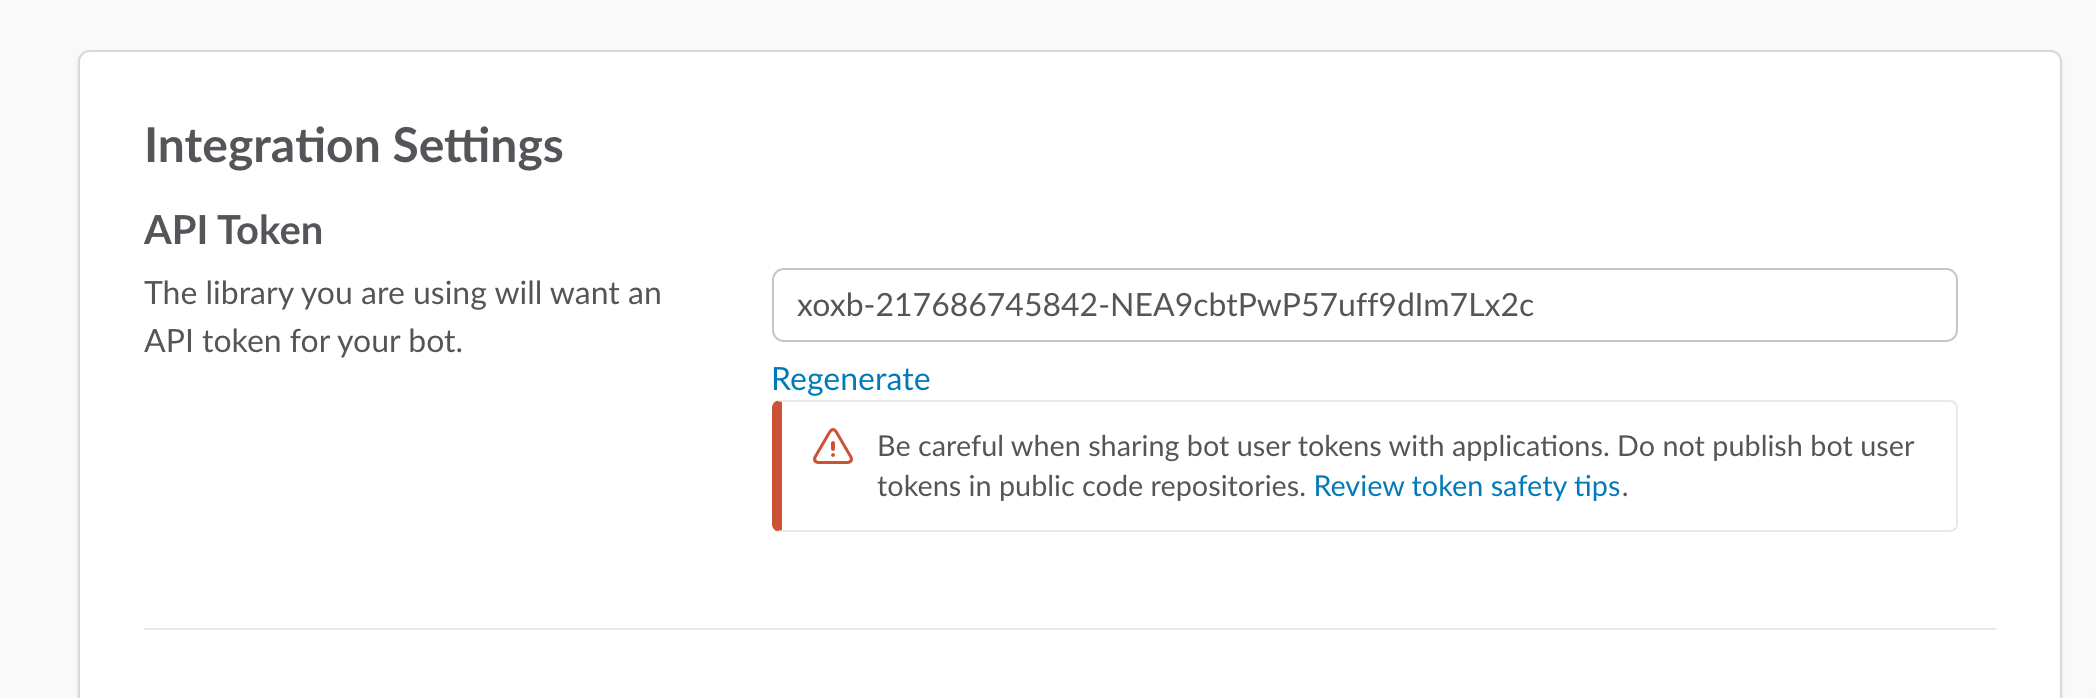 Integration Settings
API Token
The library you are using will want an
API token for your bot.
xoxb-217686745842-NEA9cbtPwP57uff9dIm7Lx2c
Regenerate
Be careful when sharing bot user tokens with applications. Do not publish bot user
tokens in public code repositories. Review token safety tips.